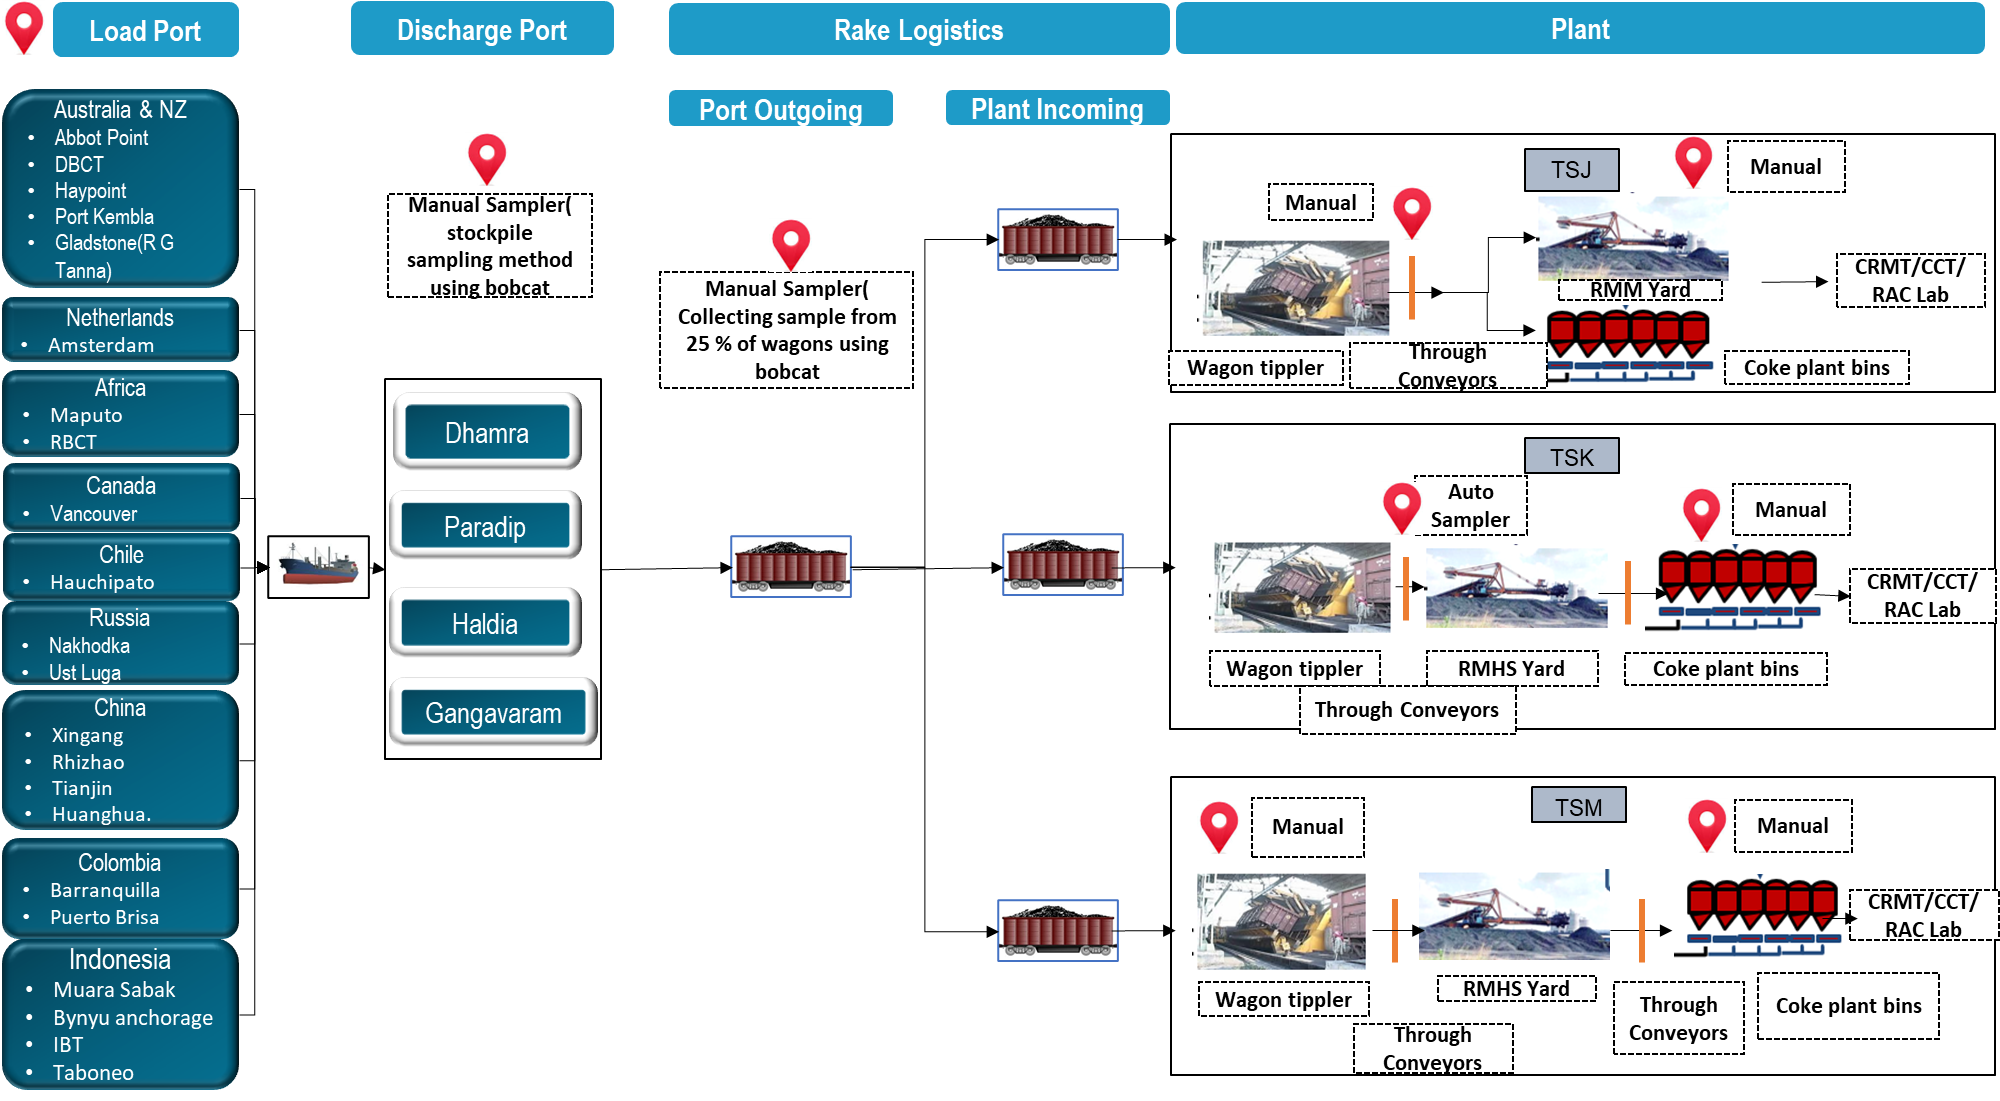 Load Port
Discharge Port
Rake Logistics
Plant
Port Outgoing
Plant Incoming
Australia & NZ
• Abbot Point
• DBCT
• Haypoint
• Port Kembla
• Gladstone(R G
Tanna)
Netherlands
• Amsterdam
Africa
• Maputo
• RBCT
Canada
• Vancouver
Chile
• Hauchipato
Russia
• Nakhodka
• Ust Luga
China
• Xingang
• Rhizhao
• Tianjin
• Huanghua.
Colombia
• Barranquilla
• Puerto Brisa
Indonesia
• Muara Sabak
• Bynyu anchorage
• IBT
• Taboneo
Manual Sampler(
stockpile
sampling method
using bobcat
Dhamra
Paradip
Haldia
Gangavaram
Manual Sampler(
Collecting sample from
25 % of wagons using
bobcat
TSJ
Manual
Manual
RMM Yard
CRMT/CCT/
RAC Lab
Wagon tippler
Through
Conveyors
Coke plant bins
TSK
Auto
Sampler
Manual
CRMT/CCT/
RAC Lab
Wagon tippler
RMHS Yard
Coke plant bins
Through Conveyors
TSM
Manual
Manual
CRMT/CCT/
RAC Lab
Wagon tippler
RMHS Yard
Through
Conveyors
Coke plant bins
Through
Conveyors